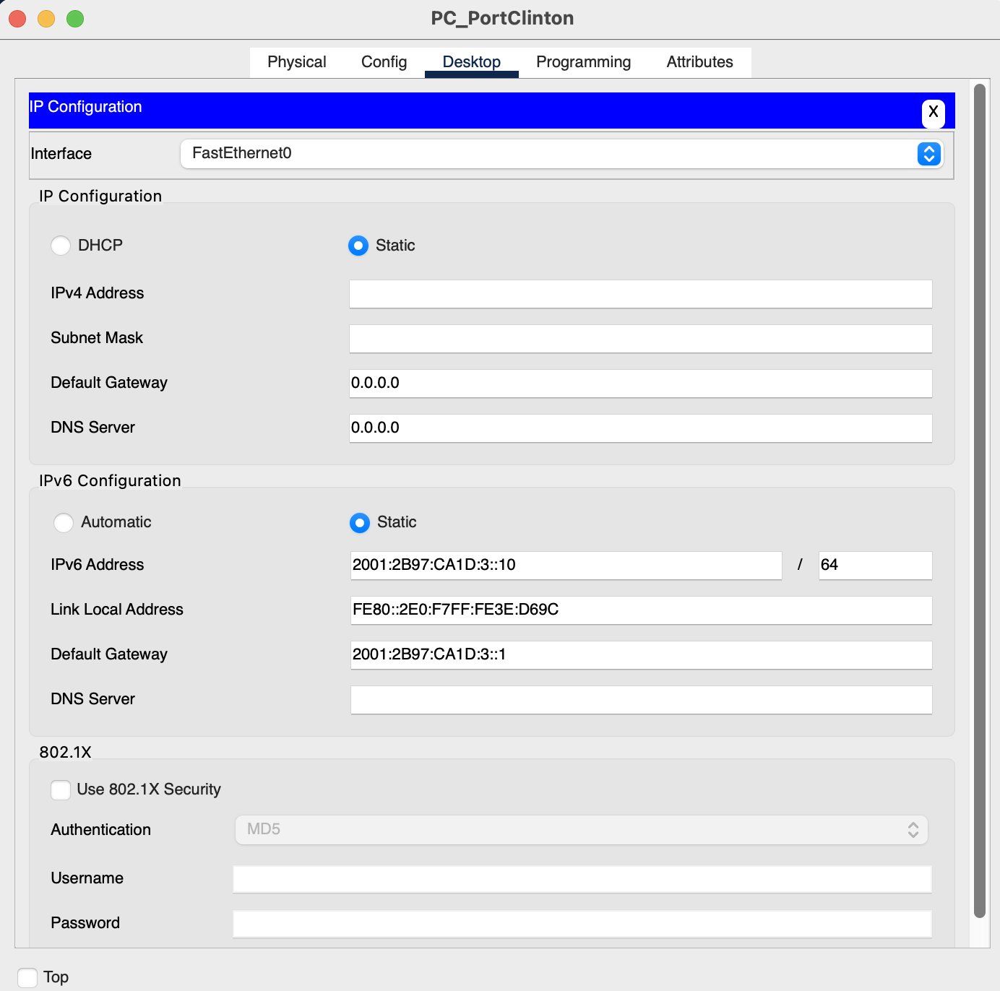 PC_PortClinton
Physical Config Desktop Programming Attributes
IP Configuration X
Interface FastEthernet0
IP Configuration
DHCP Static
IPv4 Address
Subnet Mask
Default Gateway 0.0.0.0
DNS Server 0.0.0.0
IPv6 Configuration
Automatic Static
IPv6 Address 2001:2B97:CA1D:3::10 / 64
Link Local Address FE80::2E0:F7FF:FE3E:D69C
Default Gateway 2001:2B97:CA1D:3::1
DNS Server
802.1X
Use 802.1X Security
Authentication MD5
Username
Password
Top